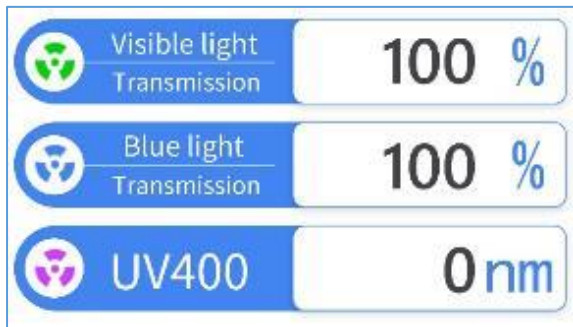 Visible light
Transmission
100 %
Blue light
Transmission
100 %
UV400
0 nm